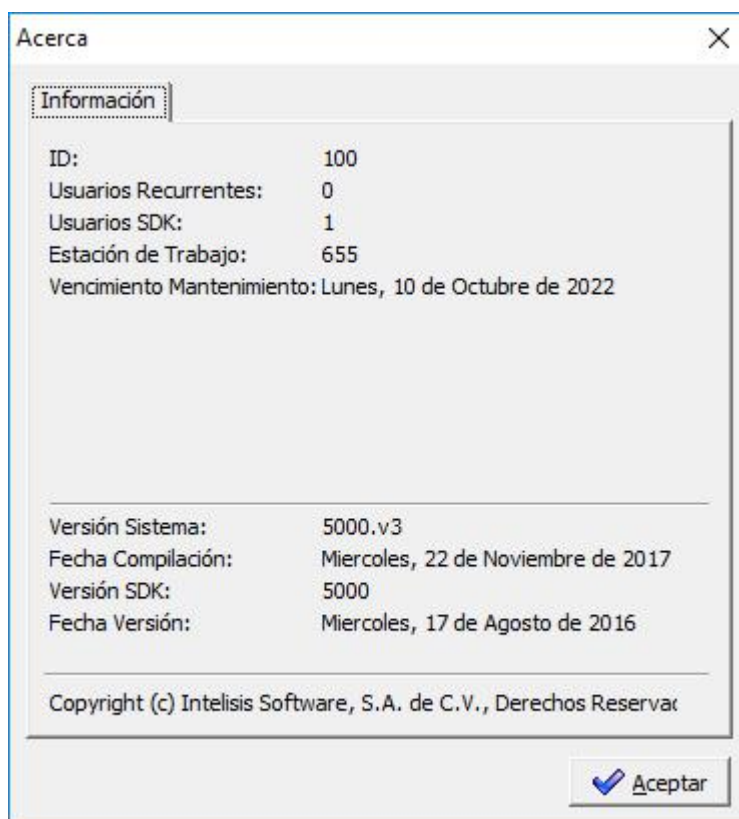 Acerca
Información
ID: 100
Usuarios Recurrentes: 0
Usuarios SDK: 1
Estación de Trabajo: 655
Vencimiento Mantenimiento: Lunes, 10 de Octubre de 2022
Versión Sistema: 5000.v3
Fecha Compilación: Miercoles, 22 de Noviembre de 2017
Versión SDK: 5000
Fecha Versión: Miercoles, 17 de Agosto de 2016
Copyright (c) Intelisis Software, S.A. de C.V., Derechos Reservac
Aceptar